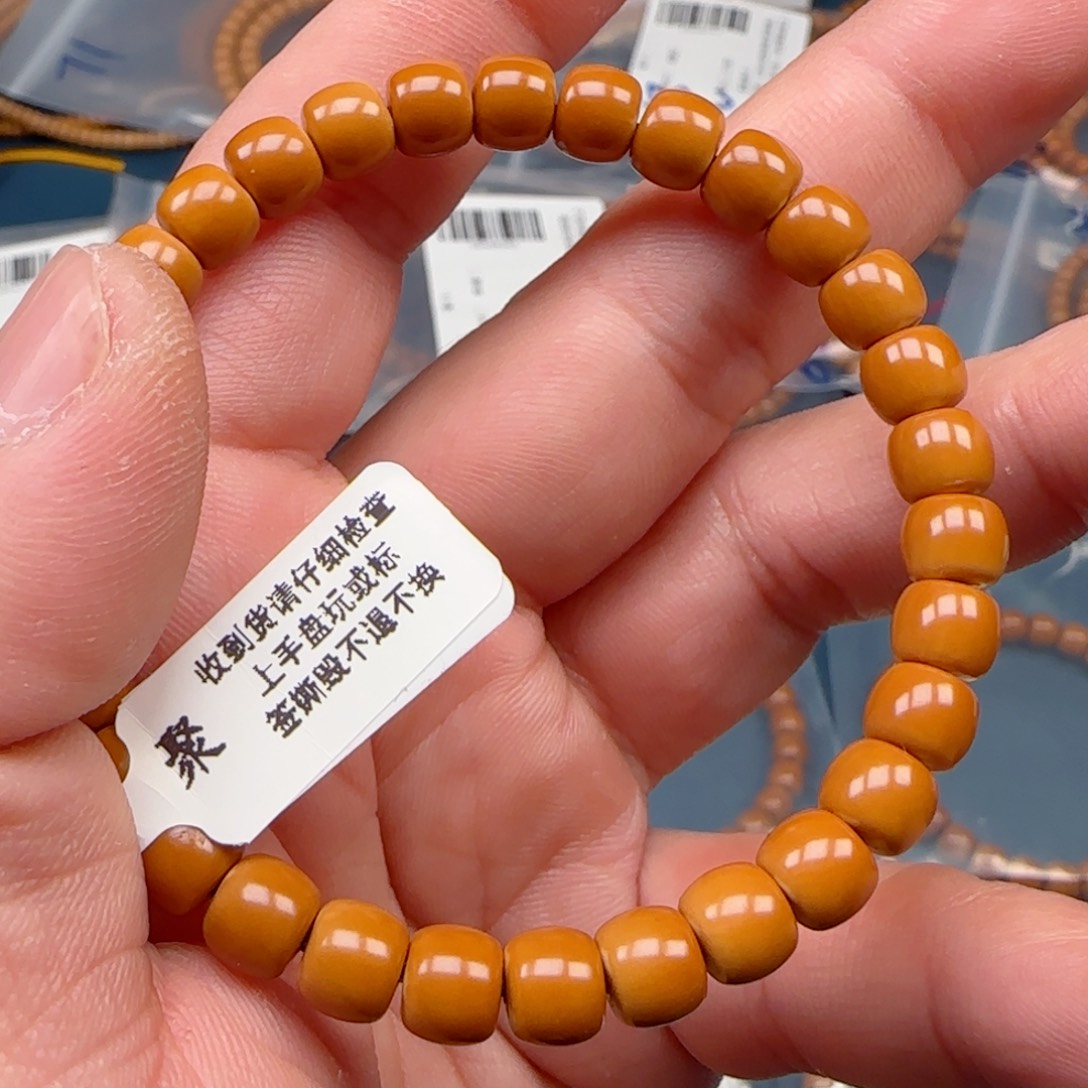 收到货请仔细检查
上手盘玩或标
签撕毁不退不换
聚
71